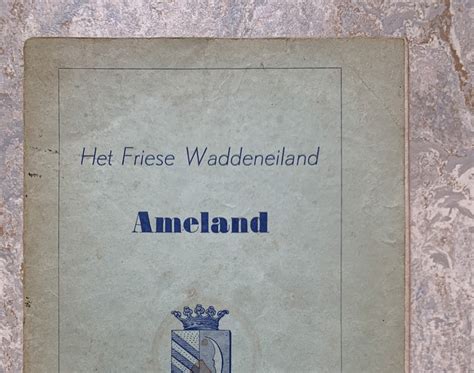 Het Friese Waddeneiland
Ameland